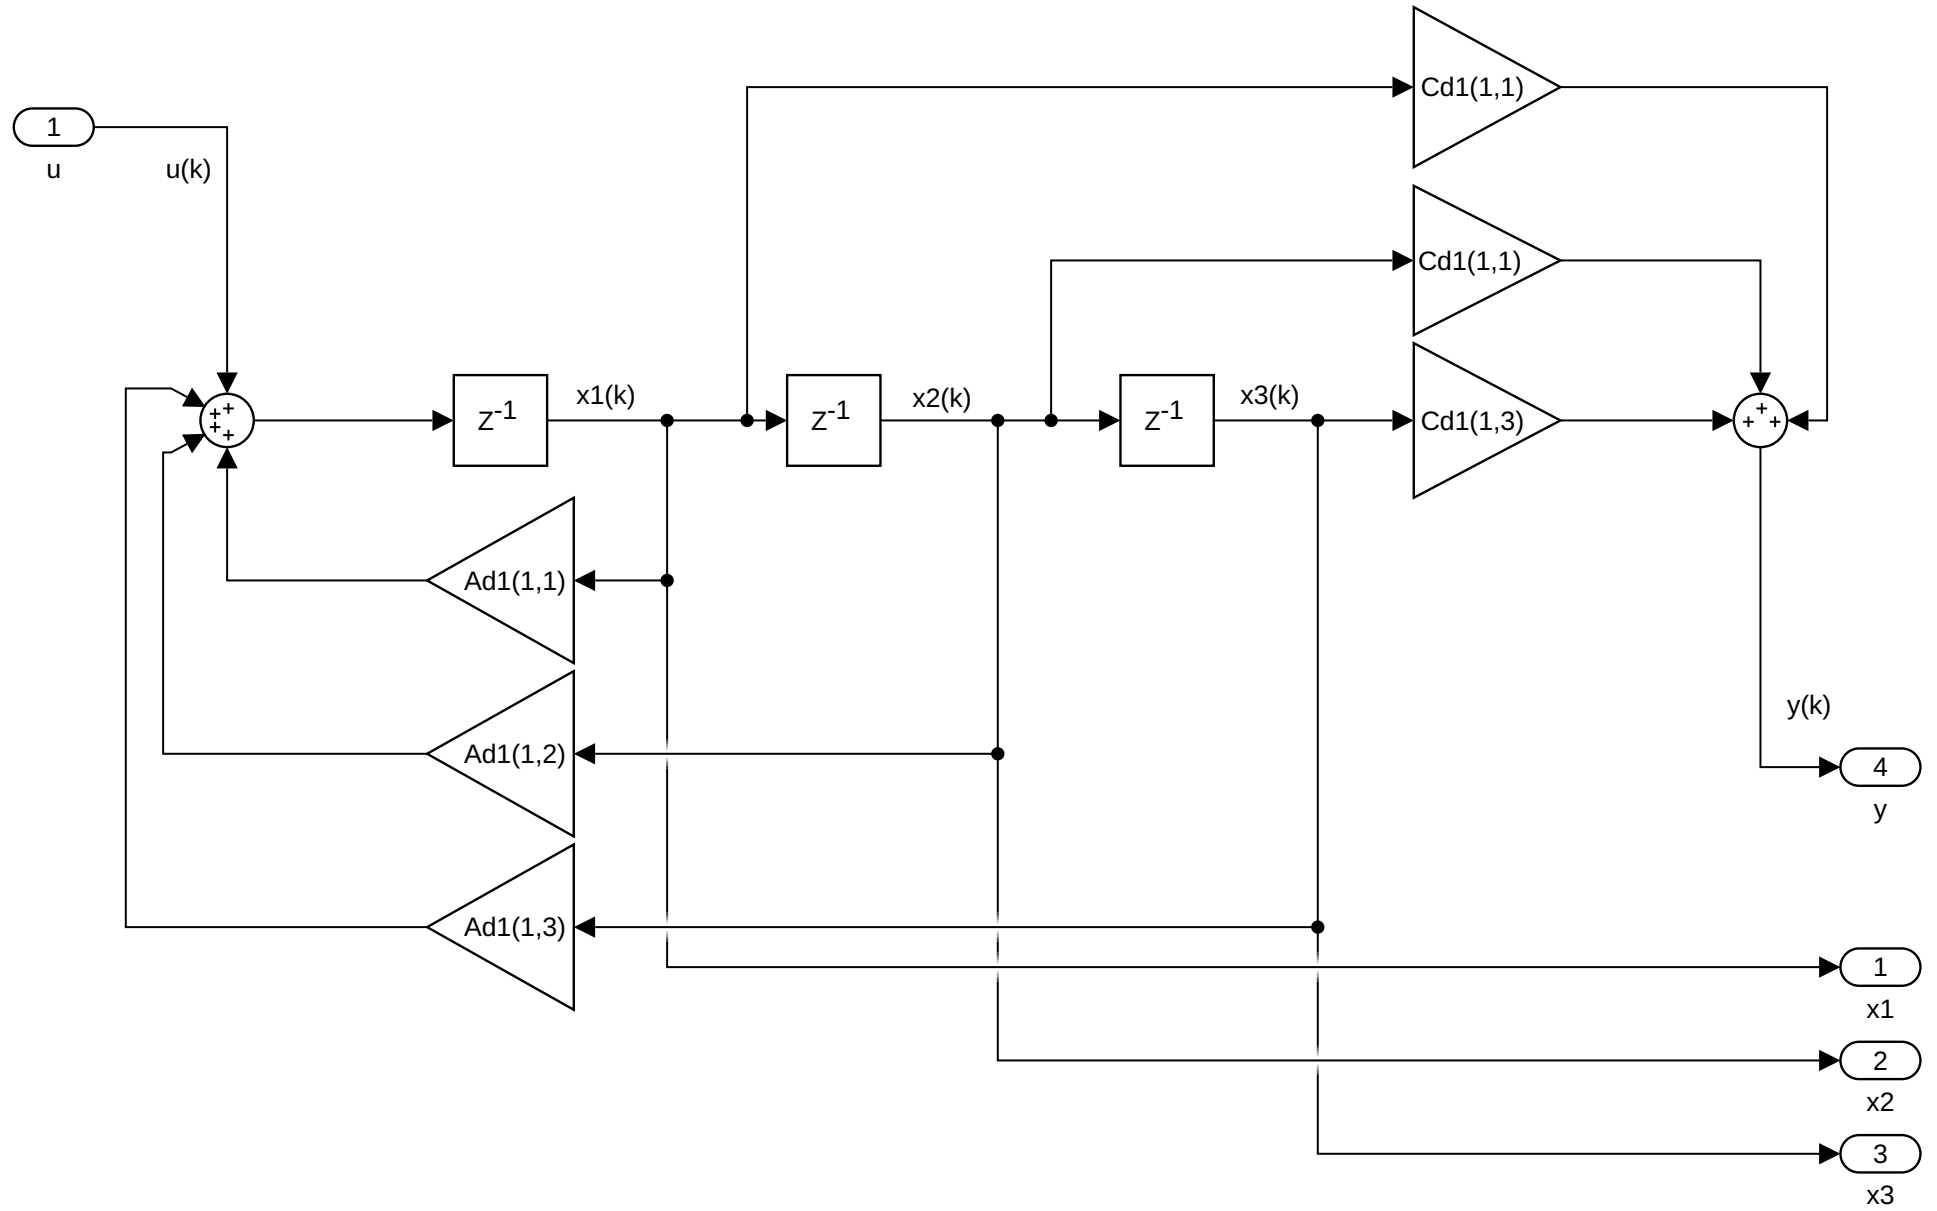 Cd1(1,1)
1
u
u(k)
Cd1(1,1)
x1(k)
x2(k)
x3(k)
+
+
+
+
Z-1
Z-1
Z-1
Cd1(1,3)
+
+
+
Ad1(1,1)
y(k)
Ad1(1,2)
4
y
Ad1(1,3)
1
x1
2
x2
3
x3